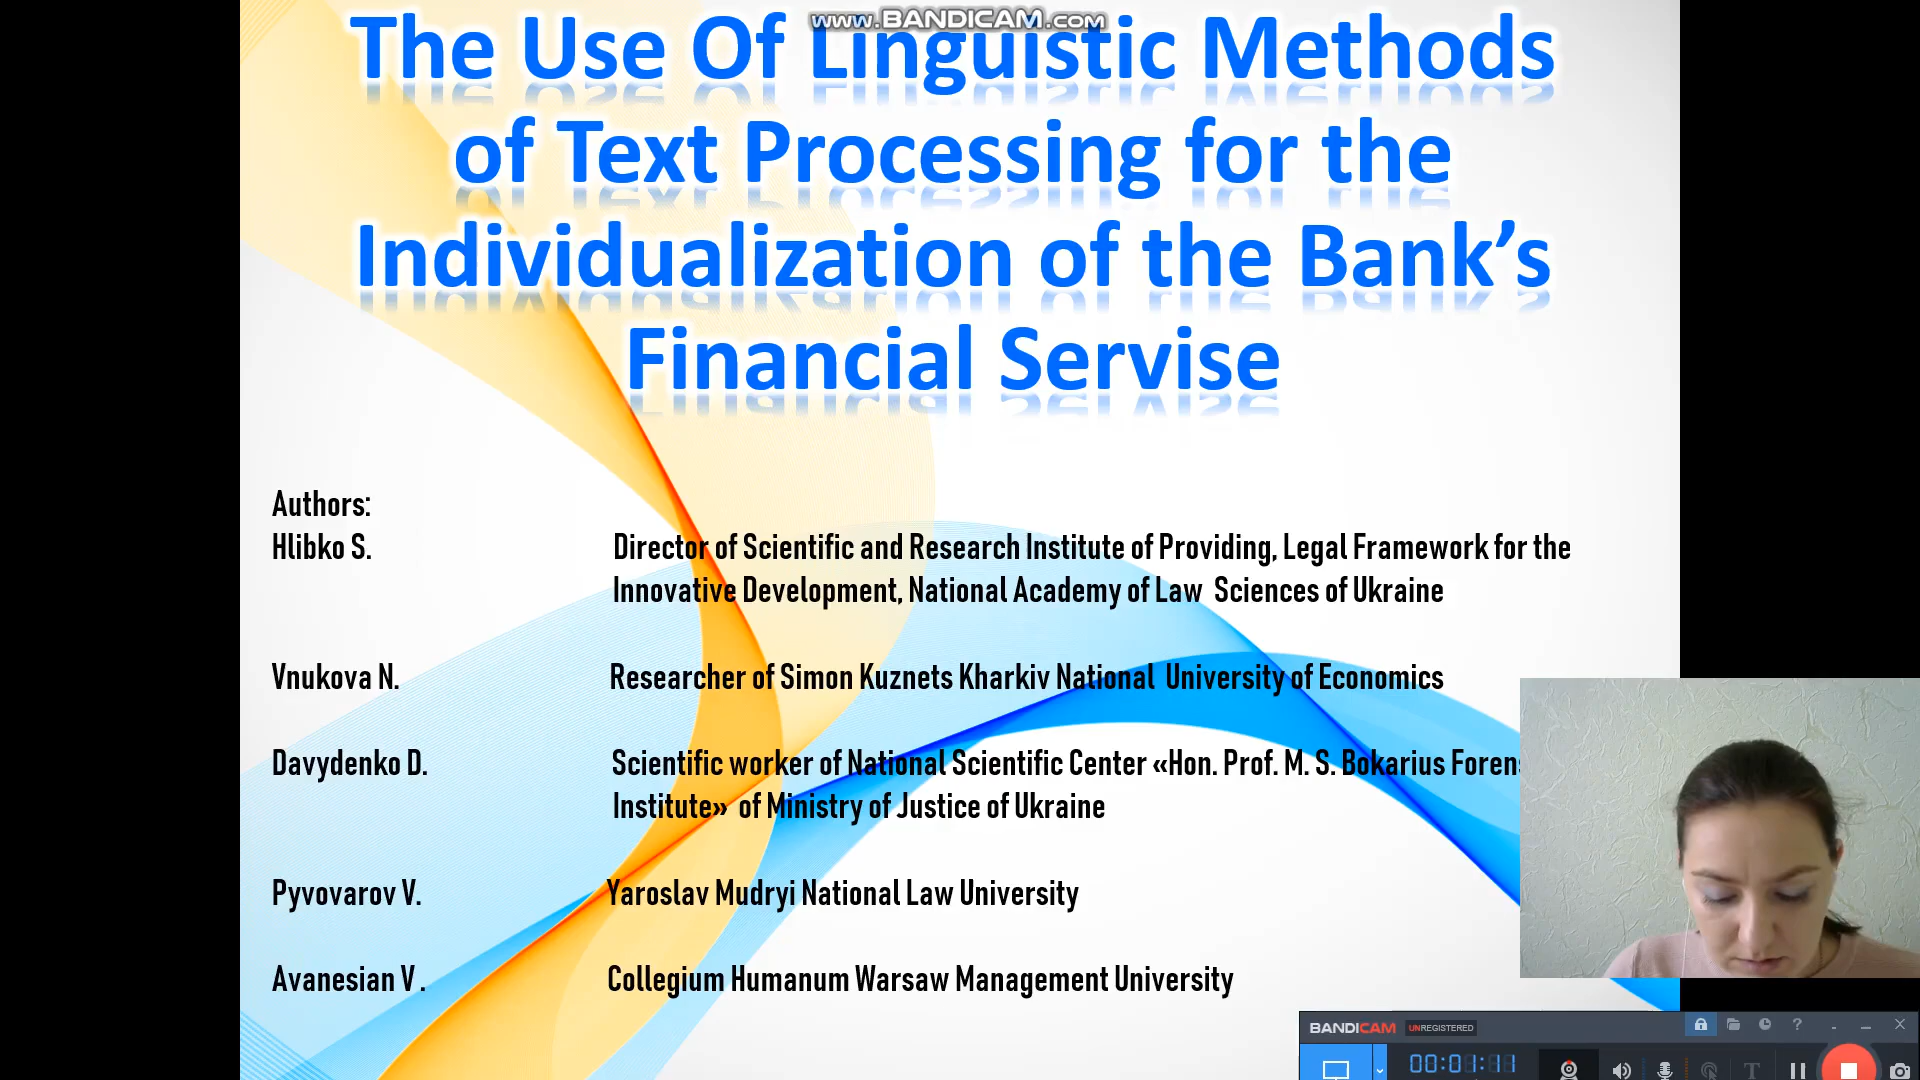 www.BANDICAM.com
The Use Of Linguistic Methods
of Text Processing for the
Individualization of the Bank’s
Financial Servise
Authors:
Hlibko S. Director of Scientific and Research Institute of Providing, Legal Framework for the
Innovative Development, National Academy of Law Sciences of Ukraine
Vnukova N. Researcher of Simon Kuznets Kharkiv National University of Economics
Davydenko D. Scientific worker of National Scientific Center «Hon. Prof. M. S. Bokarius Foren
Institute» of Ministry of Justice of Ukraine
Pyvovarov V. Yaroslav Mudryi National Law University
Avanesian V . Collegium Humanum Warsaw Management University
BANDICAM UNREGISTERED
00:01:11